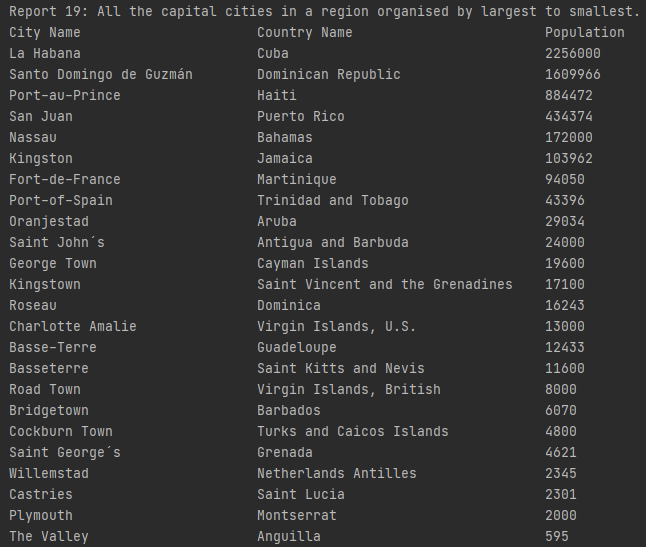 Report 19: All the capital cities in a region organised by largest to smallest.
City Name Country Name Population
La Habana Cuba 2256000
Santo Domingo de Guzmán Dominican Republic 1609966
Port-au-Prince Haiti 884472
San Juan Puerto Rico 434374
Nassau Bahamas 172000
Kingston Jamaica 103962
Fort-de-France Martinique 94050
Port-of-Spain Trinidad and Tobago 43396
Oranjestad Aruba 29034
Saint John´s Antigua and Barbuda 24000
George Town Cayman Islands 19600
Kingstown Saint Vincent and the Grenadines 17100
Roseau Dominica 16243
Charlotte Amalie Virgin Islands, U.S. 13000
Basse-Terre Guadeloupe 12433
Basseterre Saint Kitts and Nevis 11600
Road Town Virgin Islands, British 8000
Bridgetown Barbados 6070
Cockburn Town Turks and Caicos Islands 4800
Saint George´s Grenada 4621
Willemstad Netherlands Antilles 2345
Castries Saint Lucia 2301
Plymouth Montserrat 2000
The Valley Anguilla 595